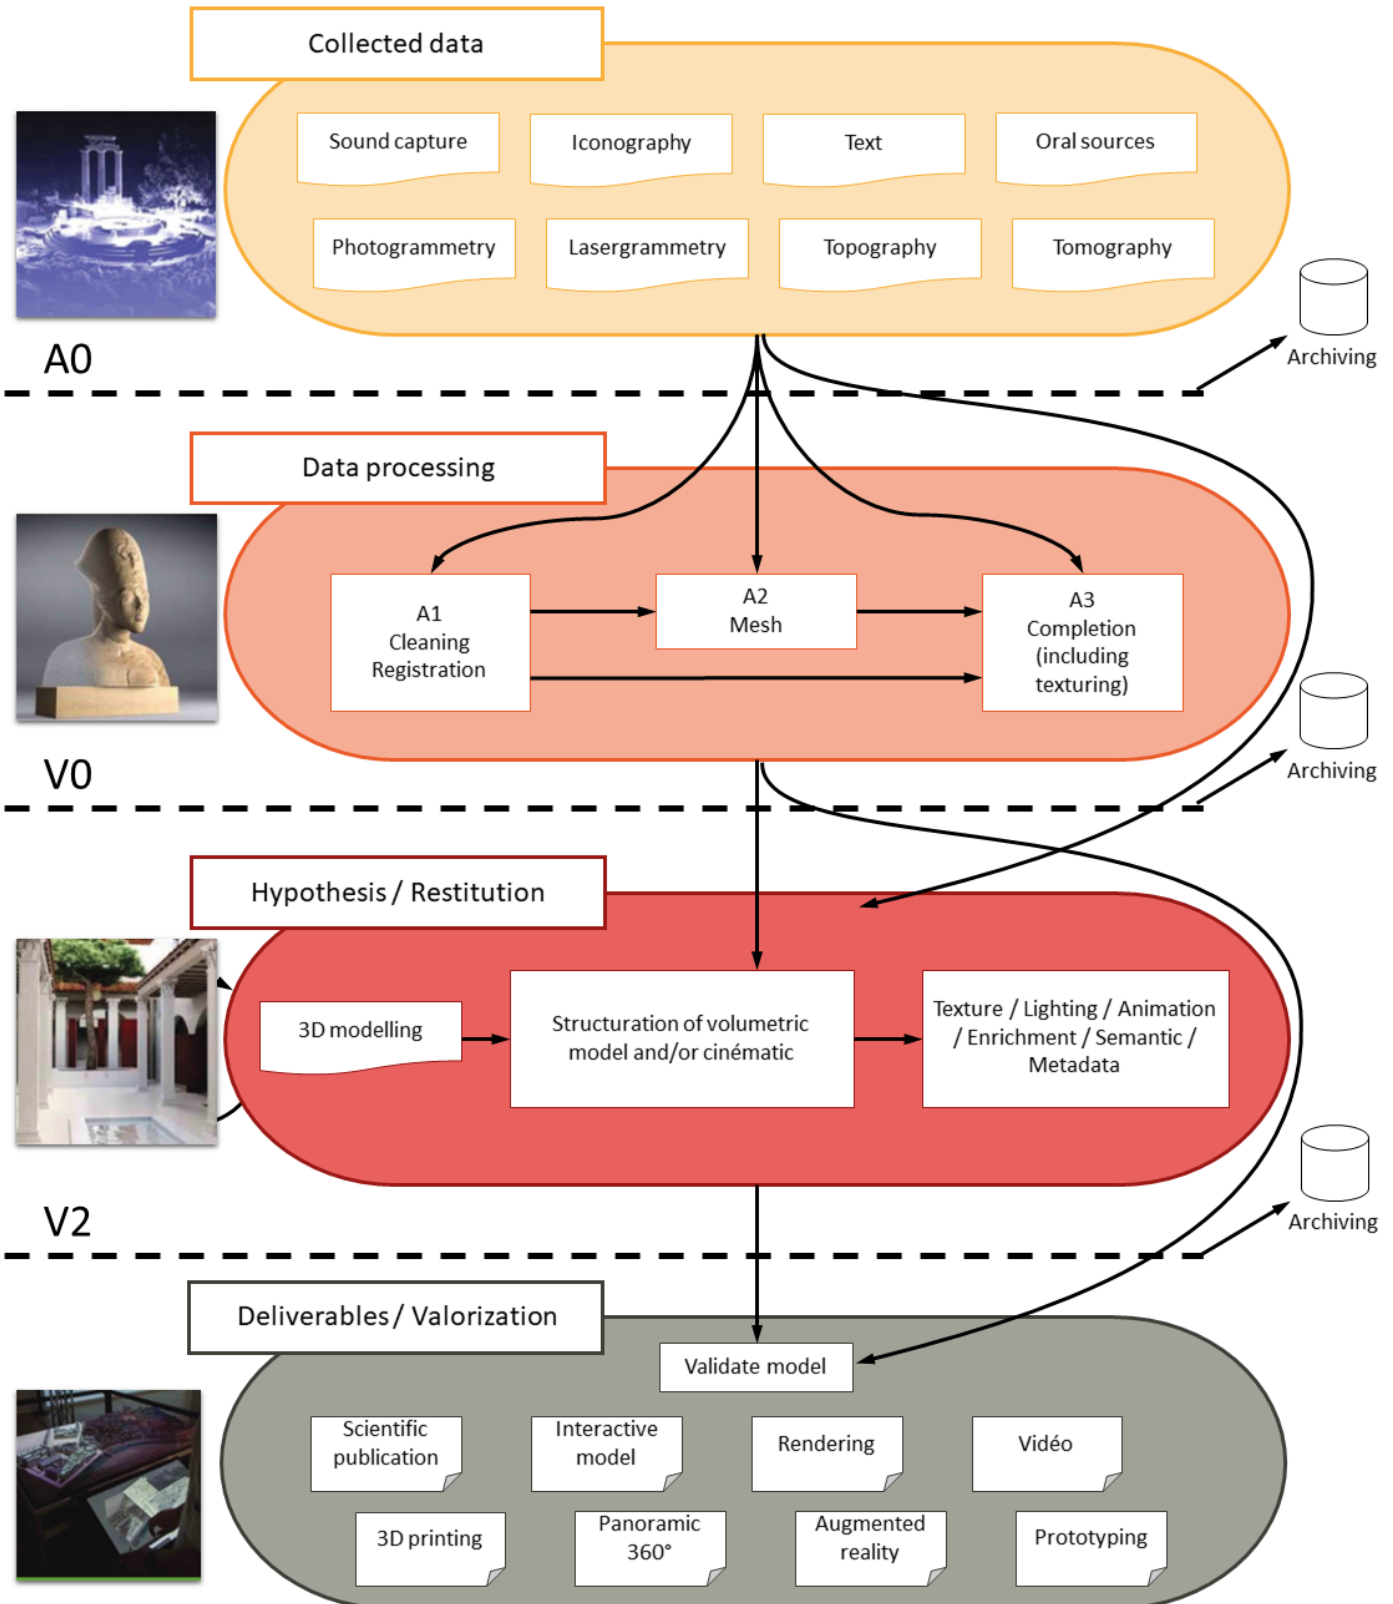 Collected data
Sound capture
Iconography
Text
Oral sources
Photogrammetry
Lasergrammetry
Topography
Tomography
Archiving
A0
Data processing
A1
Cleaning
Registration
A2
Mesh
A3
Completion
(including
texturing)
Archiving
V0
Hypothesis / Restitution
3D modelling
Structuration of volumetric
model and/or cinématic
Texture / Lighting / Animation
/ Enrichment / Semantic /
Metadata
Archiving
V2
Deliverables / Valorization
Validate model
Scientific
publication
Interactive
model
Rendering
Vidéo
3D printing
Panoramic
360°
Augmented
reality
Prototyping